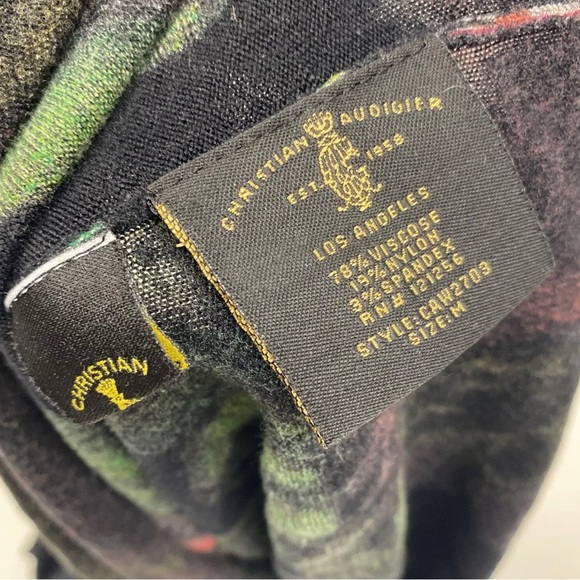 CHRISTIAN AUDIGIER
EST. 1958
LOS ANGELES
78% VISCOSE
19% NYLON
3% SPANDEX
RN# 121256
STYLE: CAW2703
SIZE: M
CHRISTIAN